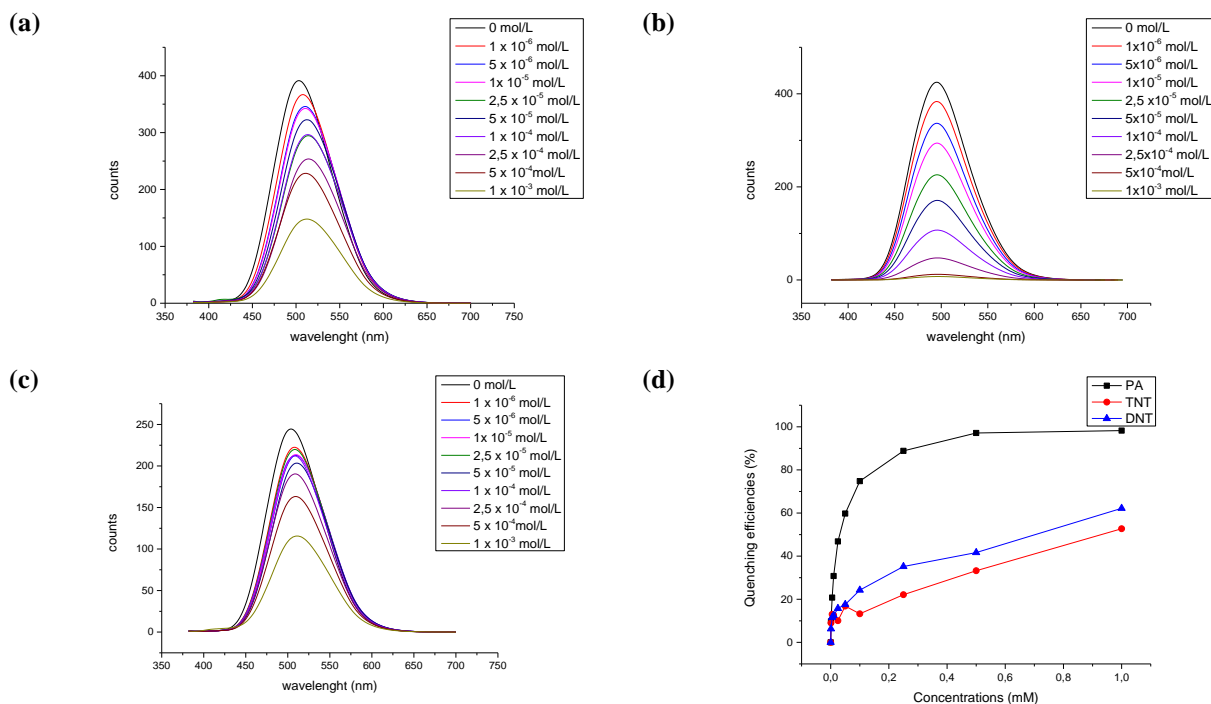 (a)
counts
400
300
200
100
0
350 400 450 500 550 600 650 700 750
wavelenght (nm)
0 mol/L
1 x 10⁻⁶ mol/L
5 x 10⁻⁶ mol/L
1x 10⁻⁵ mol/L
2,5 x 10⁻⁵ mol/L
5 x 10⁻⁵ mol/L
1 x 10⁻⁴ mol/L
2,5 x 10⁻⁴ mol/L
5 x 10⁻⁴mol/L
1 x 10⁻³ mol/L
(b)
counts
400
200
0
350 400 450 500 550 600 650 700
wavelenght (nm)
0 mol/L
1x10⁻⁶ mol/L
5x10⁻⁶ mol/L
1x10⁻⁵ mol/L
2,5 x10⁻⁵ mol/L
5x10⁻⁵ mol/L
1x10⁻⁴ mol/L
2,5x10⁻⁴ mol/L
5x10⁻⁴mol/L
1x10⁻³ mol/L
(c)
counts
250
225
200
175
150
125
100
75
50
25
0
350 400 450 500 550 600 650 700 750
wavelenght (nm)
0 mol/L
1 x 10⁻⁶ mol/L
5 x 10⁻⁶ mol/L
1x 10⁻⁵ mol/L
2,5 x 10⁻⁵ mol/L
5 x 10⁻⁵ mol/L
1 x 10⁻⁴ mol/L
2,5 x 10⁻⁴ mol/L
5 x 10⁻⁴mol/L
1 x 10⁻³ mol/L
(d)
Quenching efficiencies (%)
100
80
60
40
20
0
0,0 0,2 0,4 0,6 0,8 1,0
Concentrations (mM)
PA
TNT
DNT